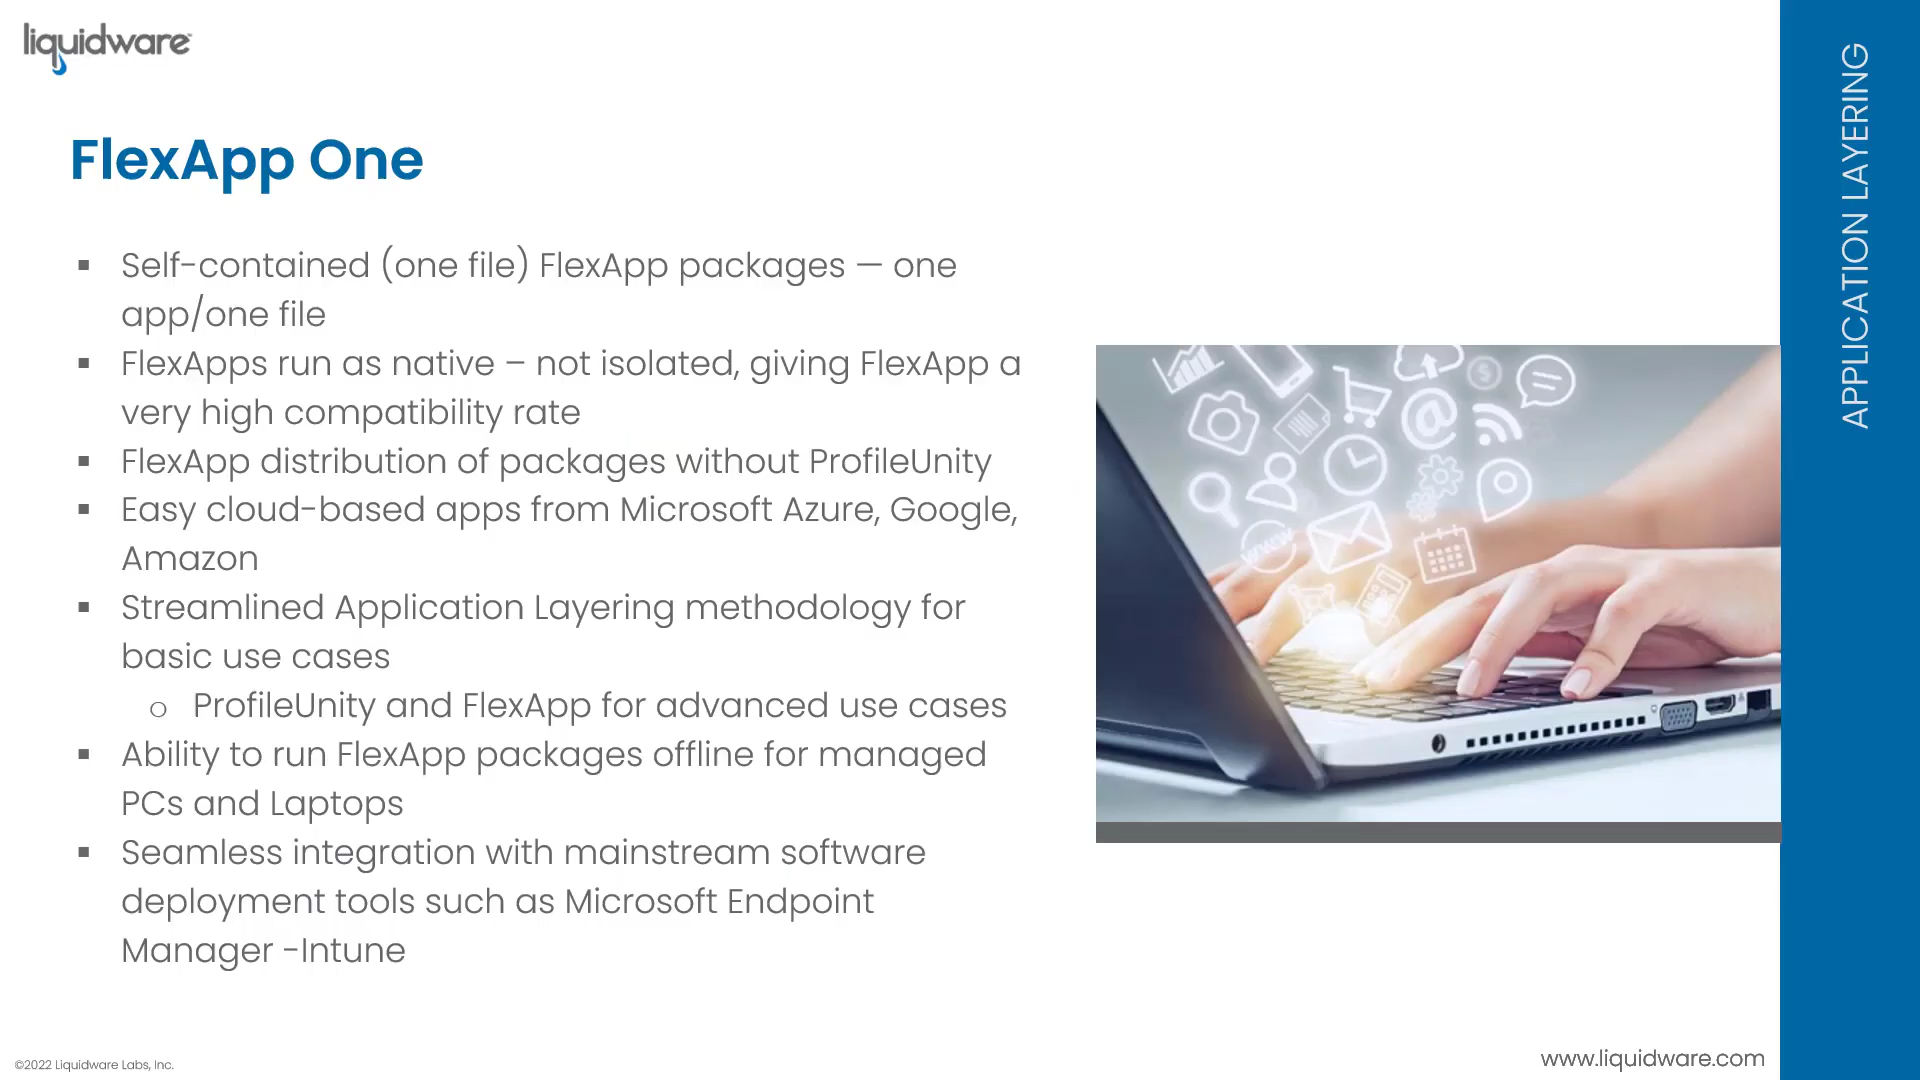 liquidware
APPLICATION LAYERING
FlexApp One
▪ Self-contained (one file) FlexApp packages — one
app/one file
▪ FlexApps run as native – not isolated, giving FlexApp a
very high compatibility rate
▪ FlexApp distribution of packages without ProfileUnity
▪ Easy cloud-based apps from Microsoft Azure, Google,
Amazon
▪ Streamlined Application Layering methodology for
basic use cases
o ProfileUnity and FlexApp for advanced use cases
▪ Ability to run FlexApp packages offline for managed
PCs and Laptops
▪ Seamless integration with mainstream software
deployment tools such as Microsoft Endpoint
Manager -Intune
$
@
www
©2022 Liquidware Labs, Inc.
www.liquidware.com